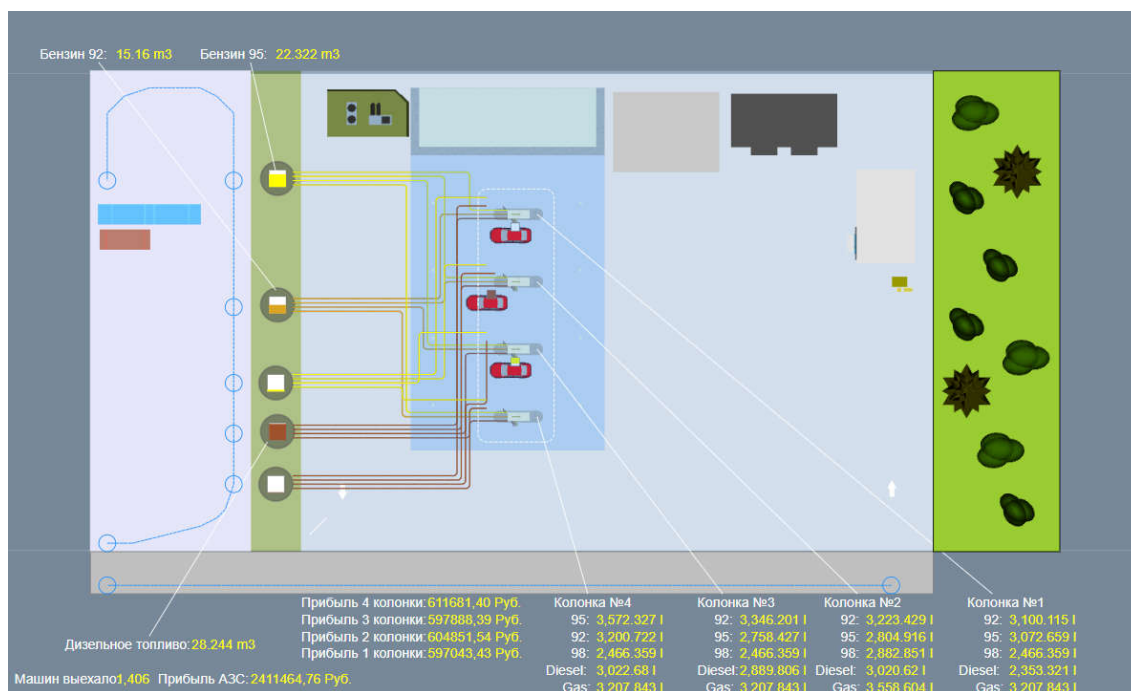 Бензин 92: 15.16 m3 Бензин 95: 22.322 m3
Прибыль 4 колонки: 611681,40 Руб.
Прибыль 3 колонки: 597888,39 Руб.
Прибыль 2 колонки: 604851,54 Руб.
Прибыль 1 колонки: 597043,43 Руб.
Дизельное топливо: 28.244 m3
Машин выехало 1,406 Прибыль АЗС: 2411464,76 Руб.
Колонка №4
95: 3,572.327 l
92: 3,200.722 l
98: 2,466.359 l
Diesel: 3,022.68 l
Gas: 3,207.843 l
Колонка №3
92: 3,346.201 l
95: 2,758.427 l
98: 2,466.359 l
Diesel: 2,889.806 l
Gas: 3,207.843 l
Колонка №2
92: 3,223.429 l
95: 2,804.916 l
98: 2,882.851 l
Diesel: 3,020.62 l
Gas: 3,558.604 l
Колонка №1
92: 3,100.115 l
95: 3,072.659 l
98: 2,466.359 l
Diesel: 2,353.321 l
Gas: 3,207.843 l